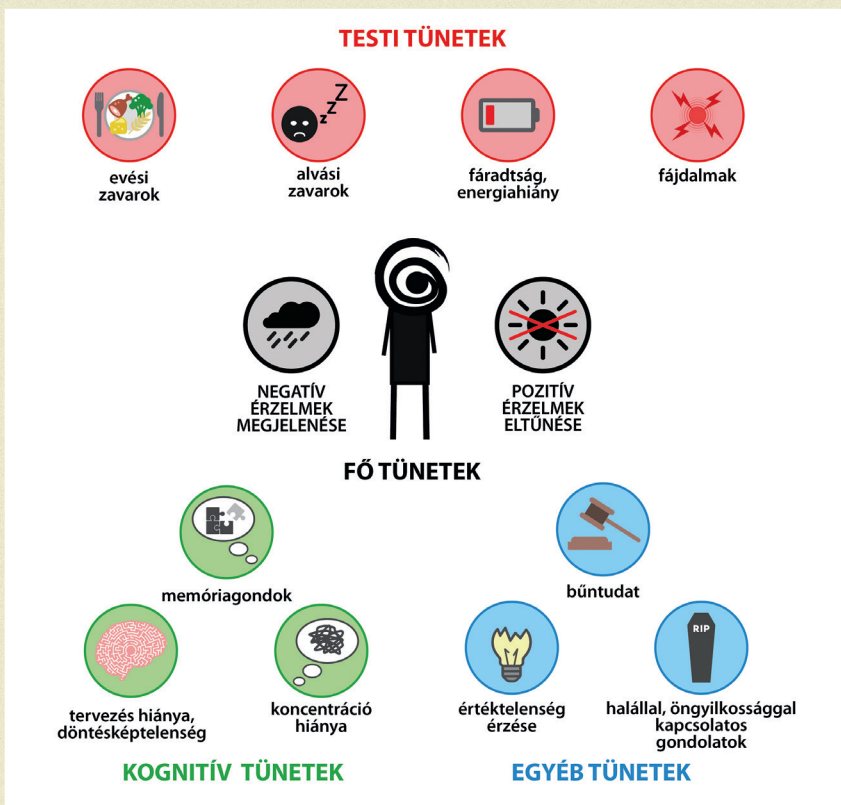 TESTI TÜNETEK
evési
zavarok
alvási
zavarok
fáradtság,
energiahiány
fájdalmak
NEGATÍV
ÉRZELMEK
MEGJELENÉSE
POZITÍV
ÉRZELMEK
ELTŰNÉSE
FŐ TÜNETEK
memóriagondok
bűntudat
RIP
tervezés hiánya,
döntésképtelenség
koncentráció
hiánya
értéktelenség
érzése
halállal, öngyilkossággal
kapcsolatos
gondolatok
KOGNITÍV TÜNETEK
EGYÉB TÜNETEK